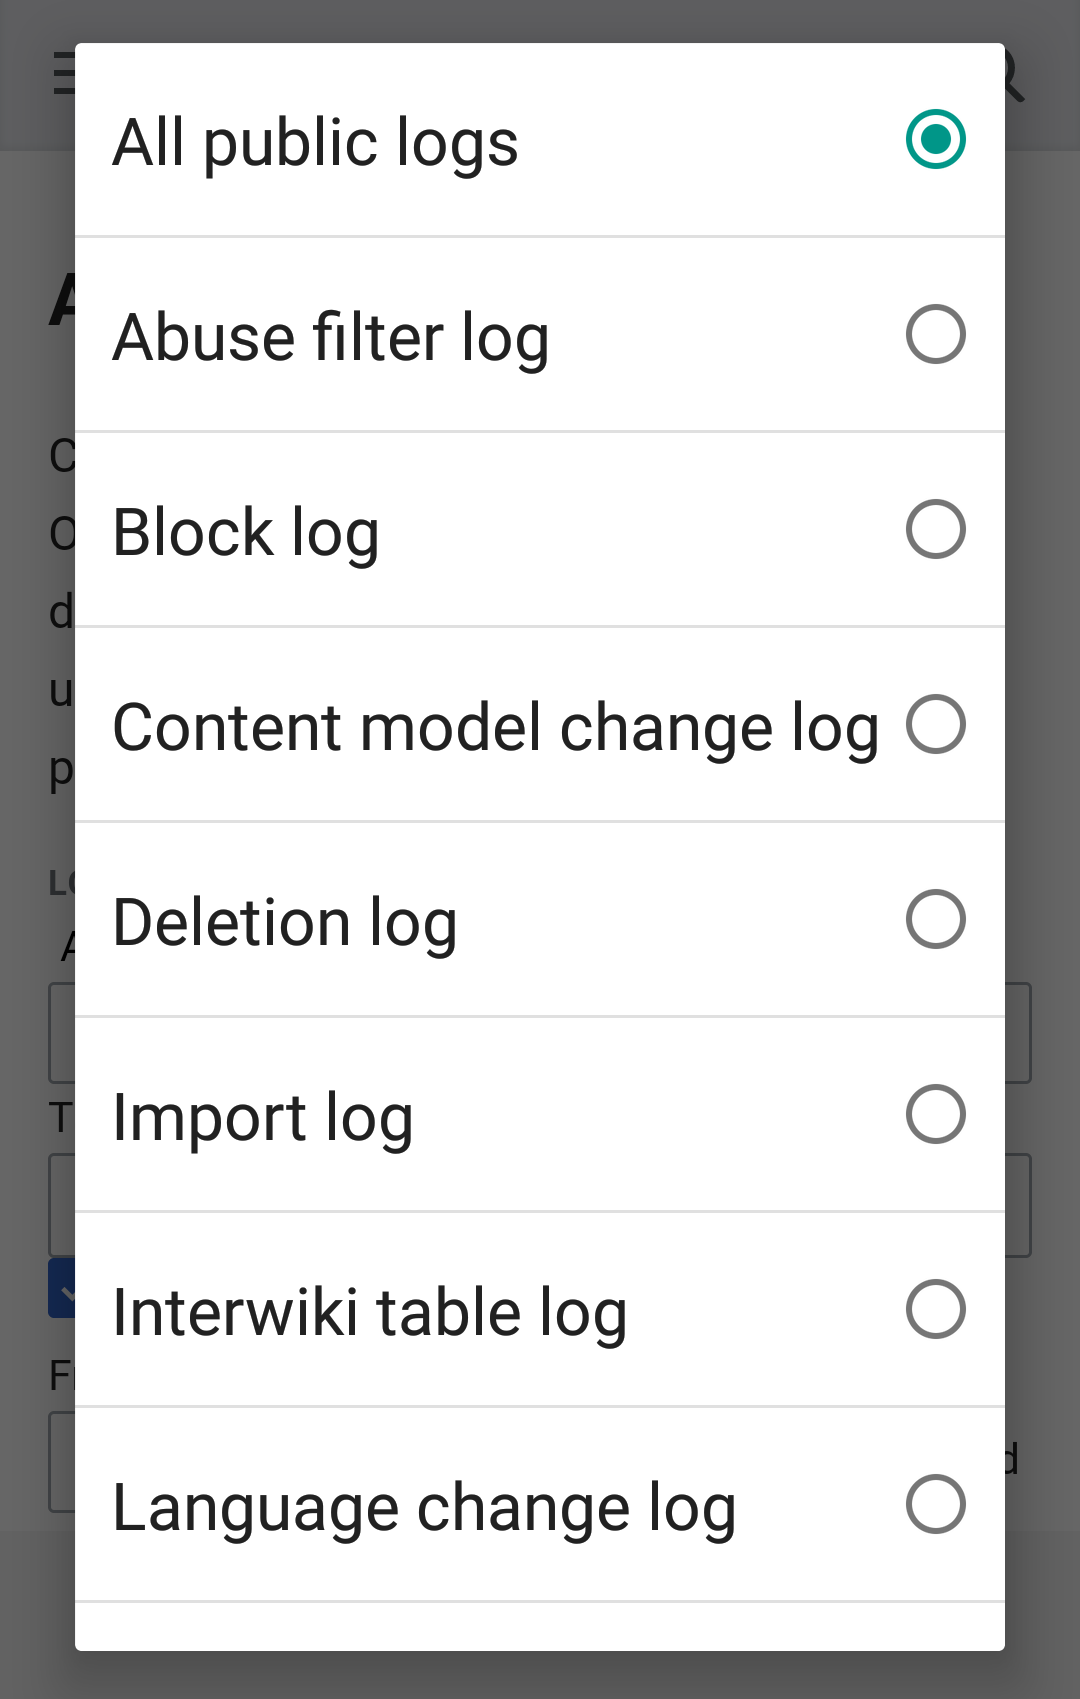 All public logs
Abuse filter log
Block log
Content model change log
Deletion log
Import log
Interwiki table log
Language change log